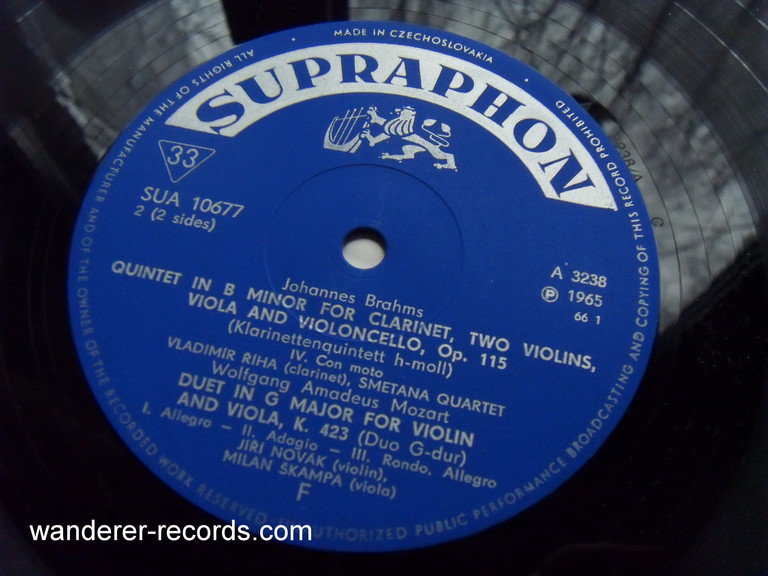 MADE IN CZECHOSLOVAKIA
ALL RIGHTS OF THE MANUFACTURER AND OF THE OWNER OF THE RECORDED WORK RESERVED UNAUTHORIZED PUBLIC PERFORMANCE BROADCASTING AND COPYING OF THIS RECORD PROHIBITED
SUPRAPHON
33
SUA 10677
2 (2 sides)
A 3238
Ⓟ 1965
66 1
Johannes Brahms
QUINTET IN B MINOR FOR CLARINET, TWO VIOLINS,
VIOLA AND VIOLONCELLO, Op. 115
(Klarinettenquintett h-moll)
IV. Con moto
VLADIMÍR ŘÍHA (clarinet), SMETANA QUARTET
Wolfgang Amadeus Mozart
DUET IN G MAJOR FOR VIOLIN
AND VIOLA, K. 423 (Duo G-dur)
I. Allegro – II. Adagio – III. Rondo. Allegro
JIŘÍ NOVÁK (violin),
MILAN ŠKAMPA (viola)
F
wanderer-records.com